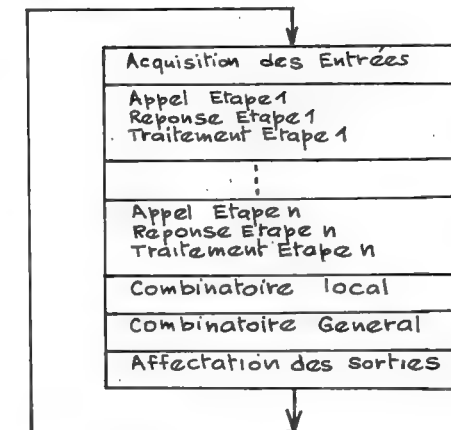 Acquisition des Entrées
Appel Etape1
Reponse Etape1
Traitement Etape 1
Appel Etape n
Reponse Etape n
Traitement Etape n
Combinatoire local
Combinatoire General
Affectation des sorties